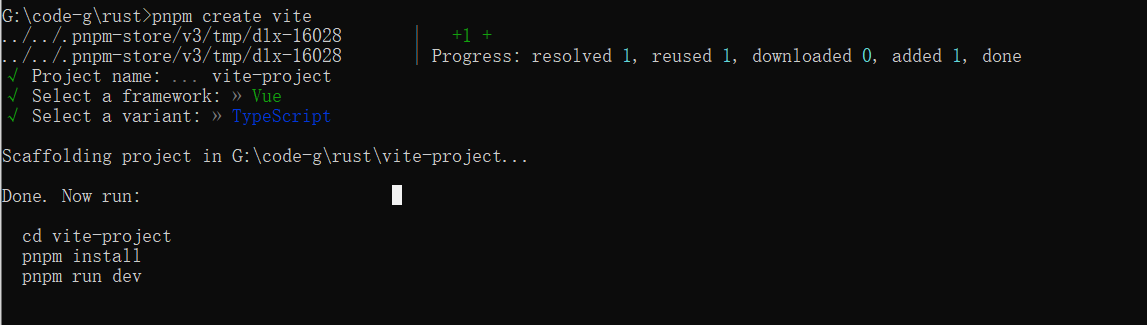 G:\code-g\rust>pnpm create vite
../../.pnpm-store/v3/tmp/dlx-16028 | +1 +
../../.pnpm-store/v3/tmp/dlx-16028 | Progress: resolved 1, reused 1, downloaded 0, added 1, done
√ Project name: ... vite-project
√ Select a framework: » Vue
√ Select a variant: » TypeScript
Scaffolding project in G:\code-g\rust\vite-project...
Done. Now run:
cd vite-project
pnpm install
pnpm run dev